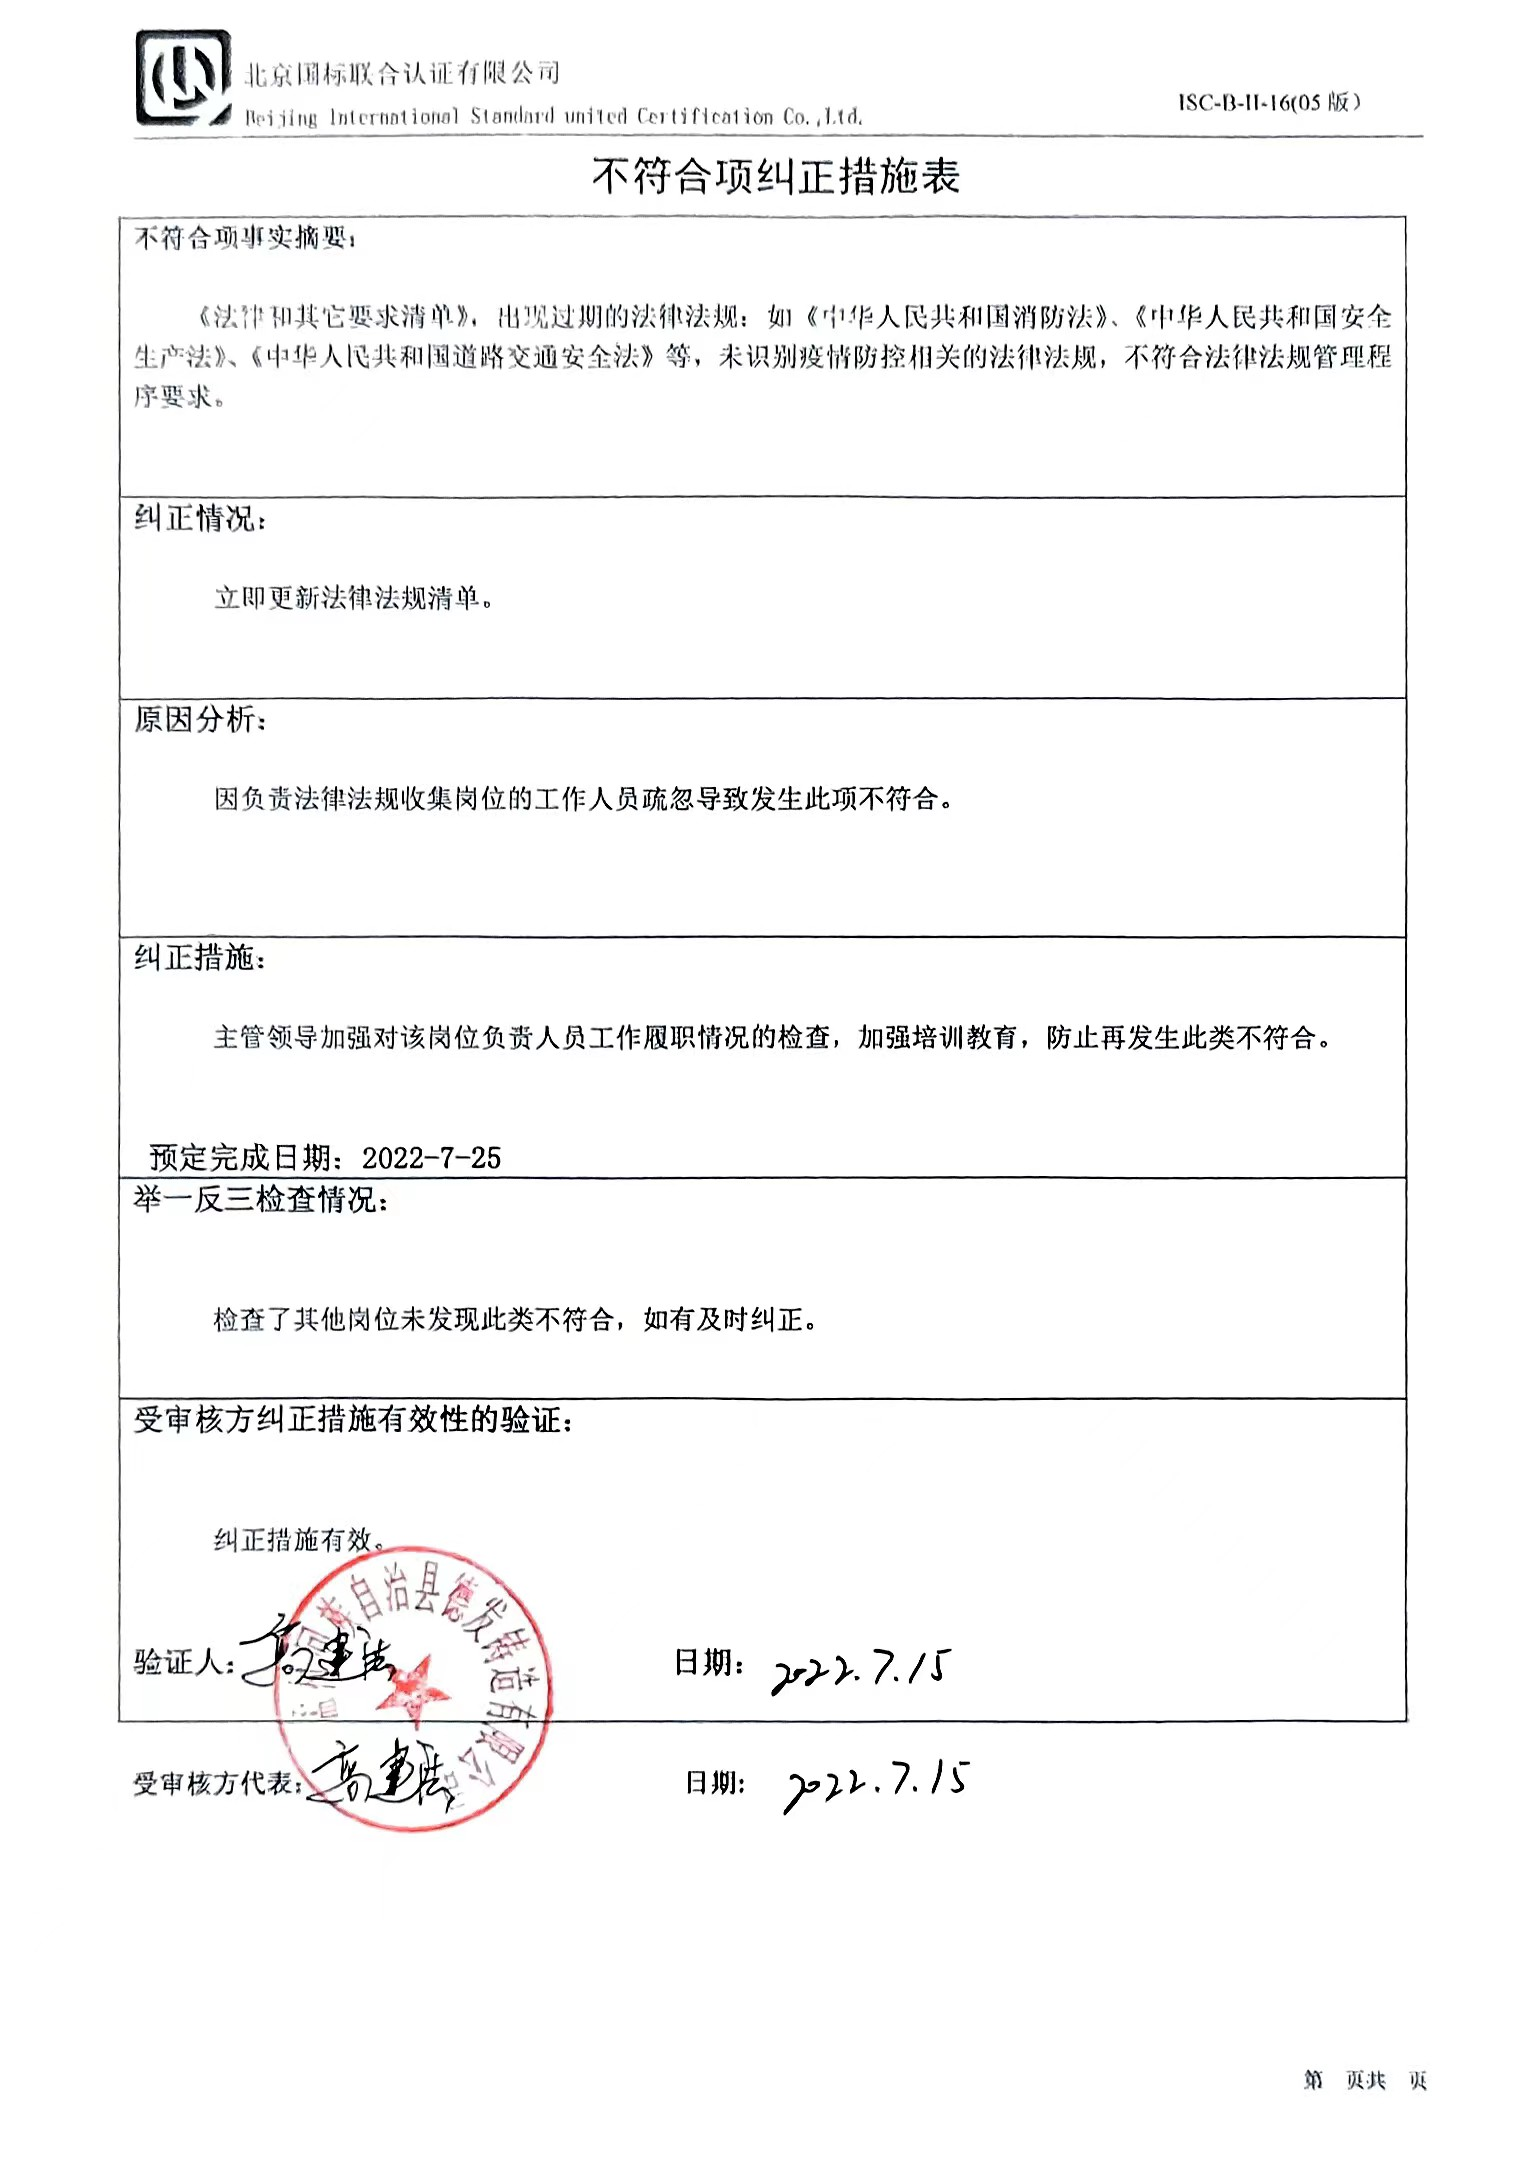 北京国标联合认证有限公司
Beijing International Standard united Certification Co.,Ltd.
ISC-B-II-16(05 版)
不符合项纠正措施表
不符合项事实摘要:
《法律和其它要求清单》,出现过期的法律法规:如《中华人民共和国消防法》、《中华人民共和国安全
生产法》、《中华人民共和国道路交通安全法》等,未识别疫情防控相关的法律法规,不符合法律法规管理程
序要求。
纠正情况:
立即更新法律法规清单。
原因分析:
因负责法律法规收集岗位的工作人员疏忽导致发生此项不符合。
纠正措施:
主管领导加强对该岗位负责人员工作履职情况的检查,加强培训教育,防止再发生此类不符合。
预定完成日期:2022-7-25
举一反三检查情况:
检查了其他岗位未发现此类不符合,如有及时纠正。
受审核方纠正措施有效性的验证:
纠正措施有效。
回族自治县德发铸造有限公司
验证人:
日期: 2022.7.15
受审核方代表:
日期: 2022.7.15
第 页共 页